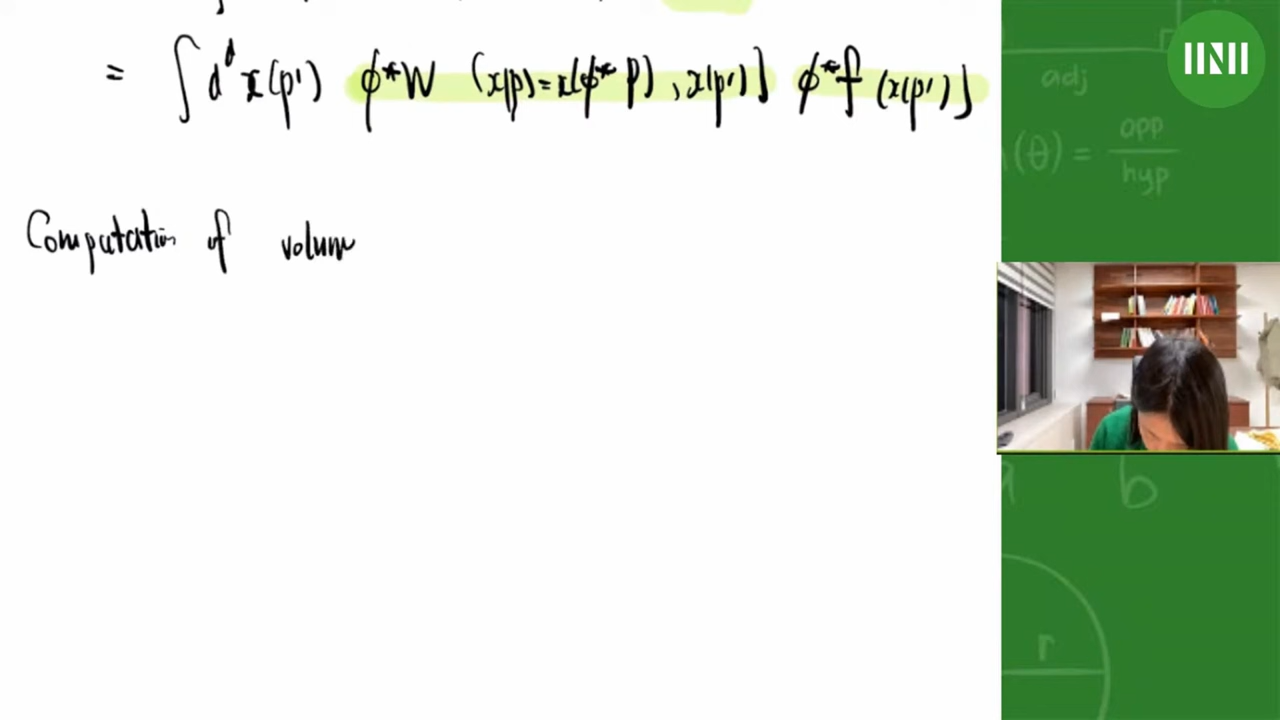 = ∫ d^d x(p') φ*W (x(p) = x(φ* p), x(p')) φ*f (x(p'))
Computation of volume
adj
(θ) = opp/hyp
b
r